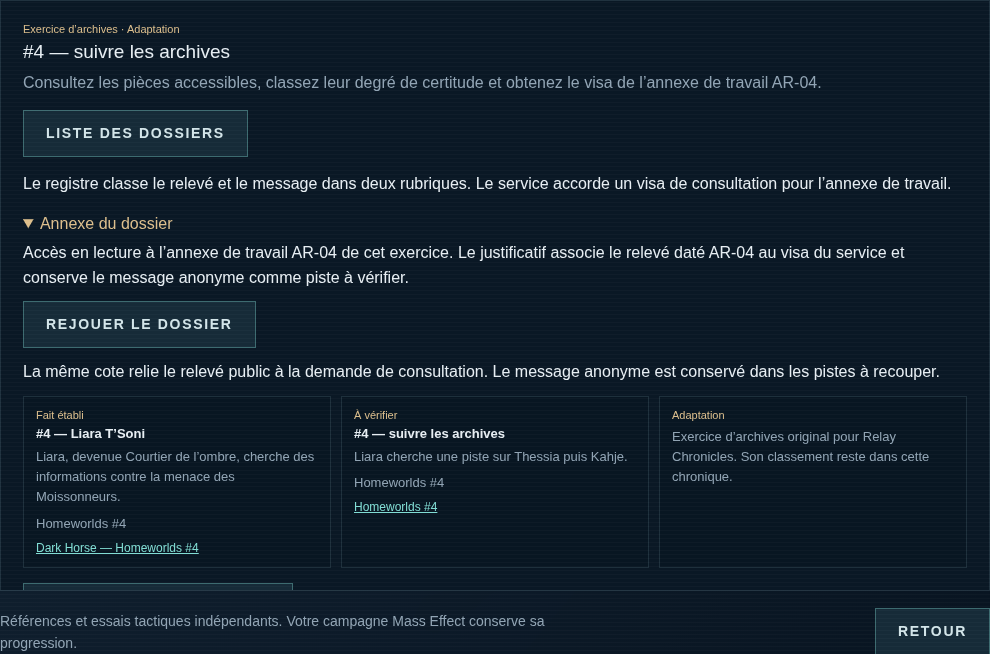 Exercice d’archives · Adaptation
#4 — suivre les archives
Consultez les pièces accessibles, classez leur degré de certitude et obtenez le visa de l’annexe de travail AR-04.
LISTE DES DOSSIERS
Le registre classe le relevé et le message dans deux rubriques. Le service accorde un visa de consultation pour l’annexe de travail.
▼ Annexe du dossier
Accès en lecture à l’annexe de travail AR-04 de cet exercice. Le justificatif associe le relevé daté AR-04 au visa du service et
conserve le message anonyme comme piste à vérifier.
REJOUER LE DOSSIER
La même cote relie le relevé public à la demande de consultation. Le message anonyme est conservé dans les pistes à recouper.
Fait établi
#4 — Liara T’Soni
Liara, devenue Courtier de l’ombre, cherche des
informations contre la menace des
Moissonneurs.
Homeworlds #4
Dark Horse — Homeworlds #4
À vérifier
#4 — suivre les archives
Liara cherche une piste sur Thessia puis Kahje.
Homeworlds #4
Homeworlds #4
Adaptation
Exercice d’archives original pour Relay
Chronicles. Son classement reste dans cette
chronique.
Références et essais tactiques indépendants. Votre campagne Mass Effect conserve sa
progression.
RETOUR